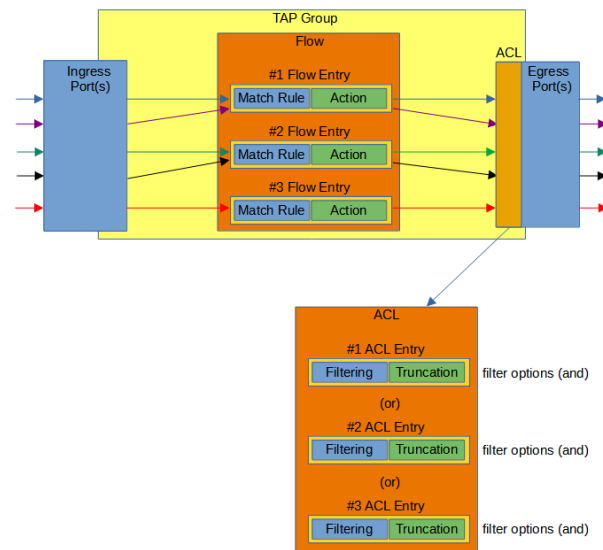 TAP Group
Flow
Ingress
Port(s)
ACL
Egress
Port(s)
#1 Flow Entry
Match Rule
Action
#2 Flow Entry
Match Rule
Action
#3 Flow Entry
Match Rule
Action
ACL
#1 ACL Entry
Filtering
Truncation
filter options (and)
(or)
#2 ACL Entry
Filtering
Truncation
filter options (and)
(or)
#3 ACL Entry
Filtering
Truncation
filter options (and)